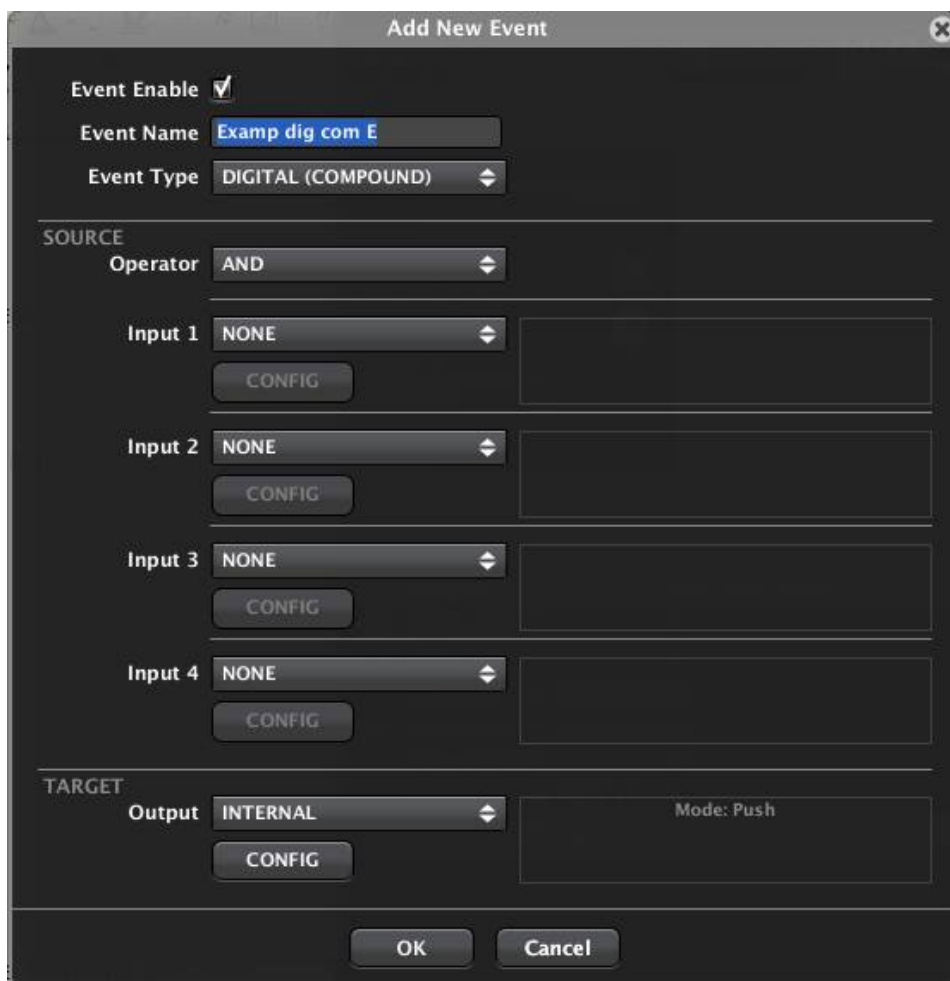 Add New Event
Event Enable
Event Name Examp dig com E
Event Type DIGITAL (COMPOUND)
SOURCE
Operator AND
Input 1 NONE
CONFIG
Input 2 NONE
CONFIG
Input 3 NONE
CONFIG
Input 4 NONE
CONFIG
TARGET
Output INTERNAL Mode: Push
CONFIG
OK Cancel